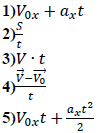 1)V₀ₓ + aₓt
2)S/t
3)V · t
4)(V⃗−V⃗₀)/t
5)V₀ₓt + aₓt²/2